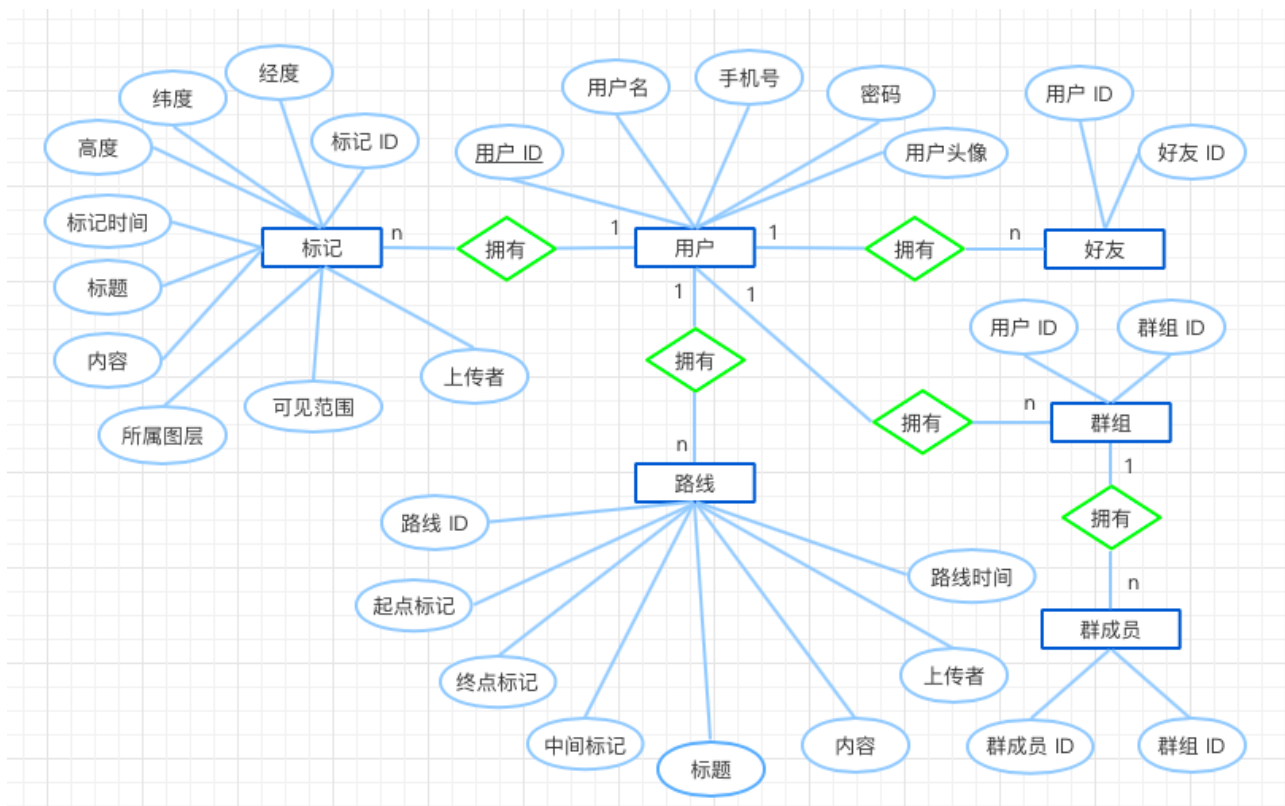 经度
纬度
高度
标记 ID
标记时间
标题
内容
所属图层
可见范围
上传者
标记
n
拥有
1
用户 ID
用户名
手机号
密码
用户头像
用户
1
拥有
n
用户 ID
好友 ID
好友
1
1
拥有
n
路线
拥有
n
用户 ID
群组 ID
群组
1
拥有
n
群成员
群成员 ID
群组 ID
路线 ID
起点标记
终点标记
中间标记
标题
内容
上传者
路线时间